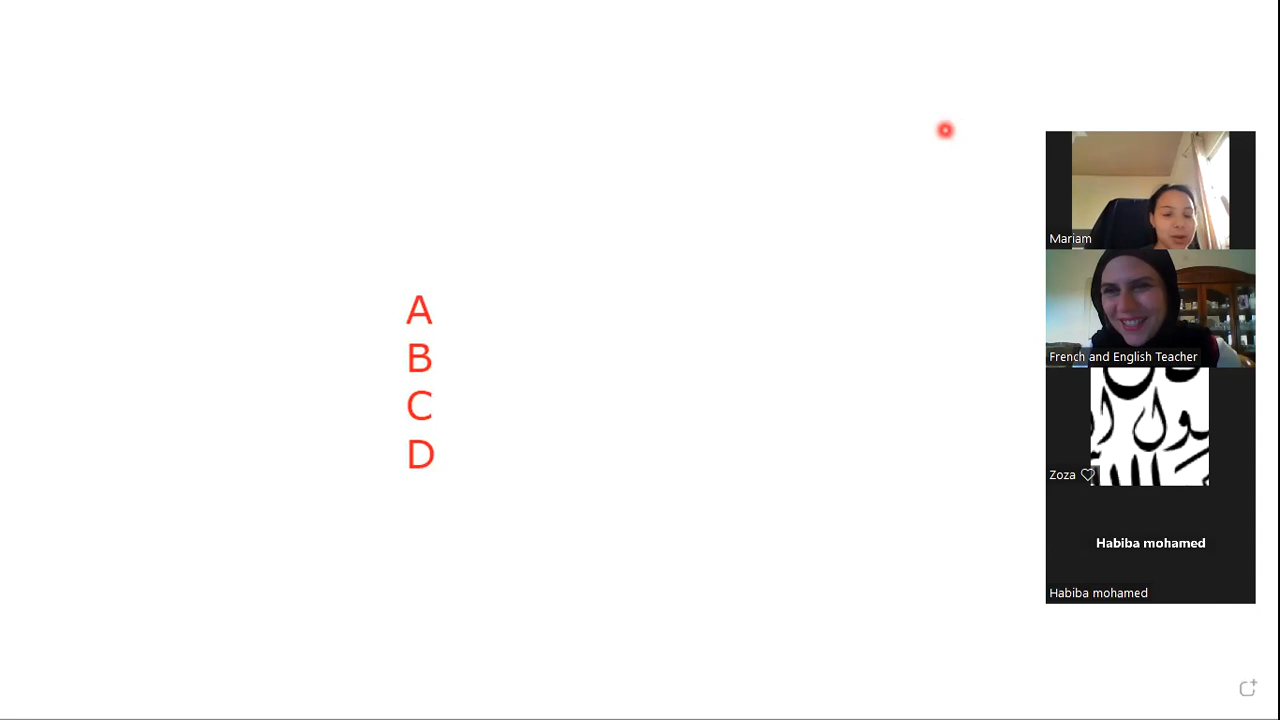 A
B
C
D
Mariam
French and English Teacher
Zoza ♡
Habiba mohamed
Habiba mohamed